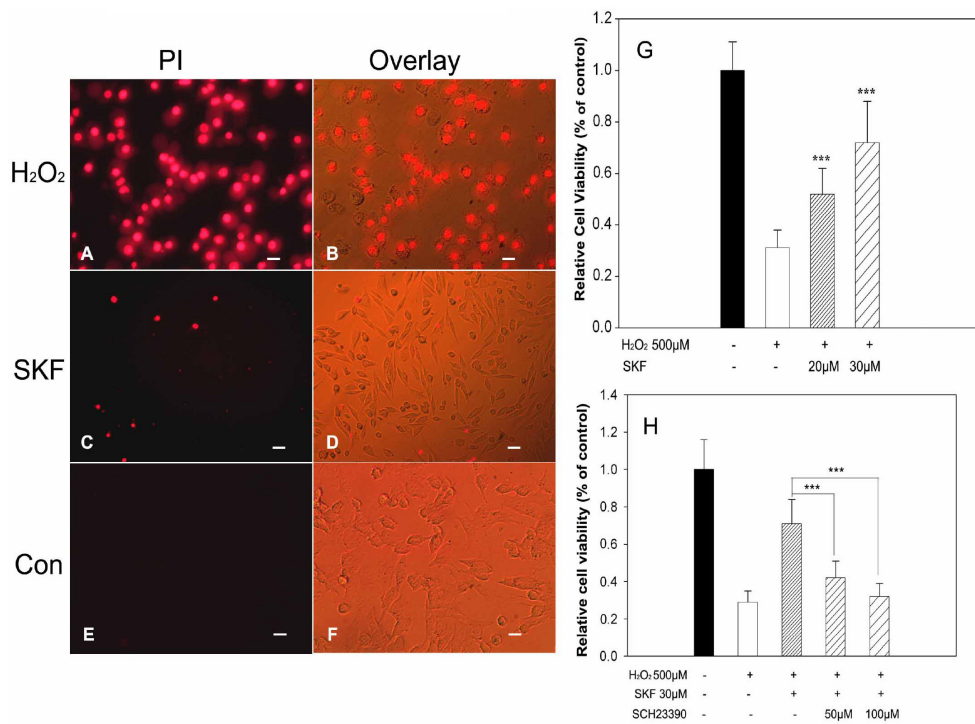 PI Overlay
H₂O₂
A B
SKF
C D
Con
E F
G
Relative Cell Viability (% of control)
1.2
1.0
0.8
0.6
0.4
0.2
0.0
*** ***
H₂O₂ 500μM - + + +
SKF - - 20μM 30μM
H
Relative cell viability (% of control)
1.4
1.2
1.0
0.8
0.6
0.4
0.2
0.0
***
***
H₂O₂ 500μM - + + + +
SKF 30μM - - + + +
SCH23390 - - - 50μM 100μM